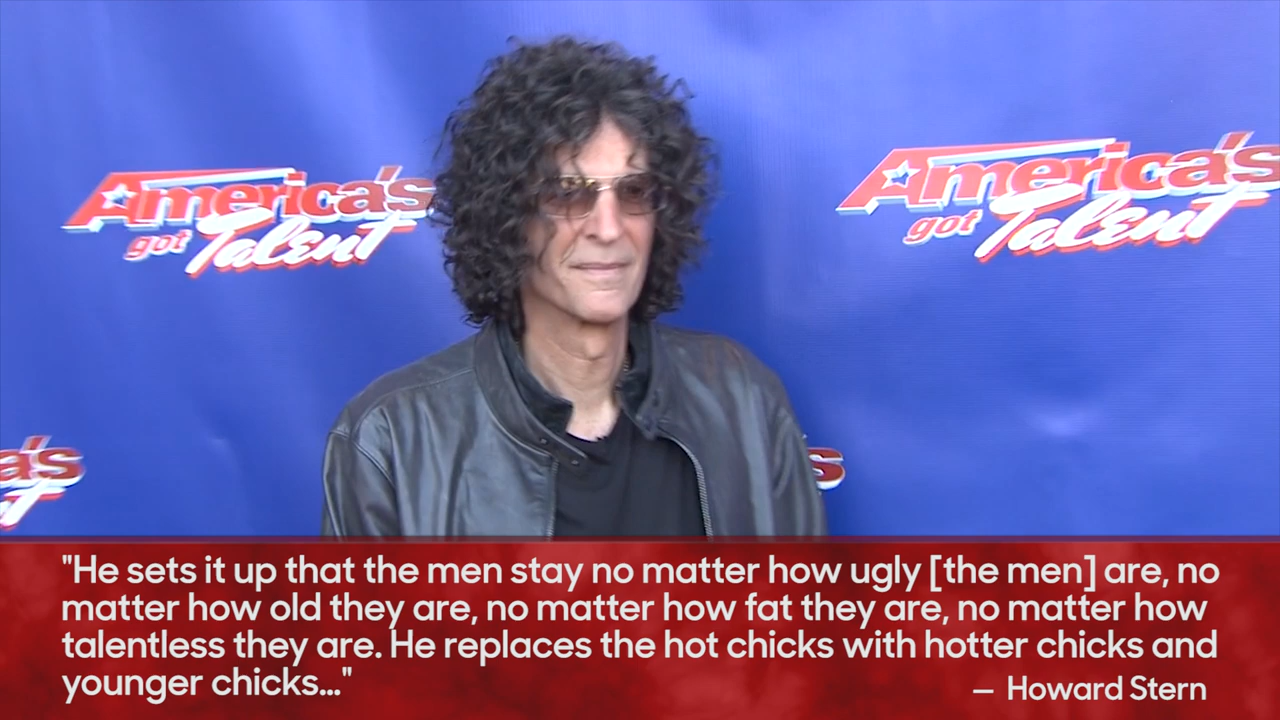 America's
got Talent
America's
got Talent
a's
t
s
"He sets it up that the men stay no matter how ugly [the men] are, no
matter how old they are, no matter how fat they are, no matter how
talentless they are. He replaces the hot chicks with hotter chicks and
younger chicks..."
— Howard Stern